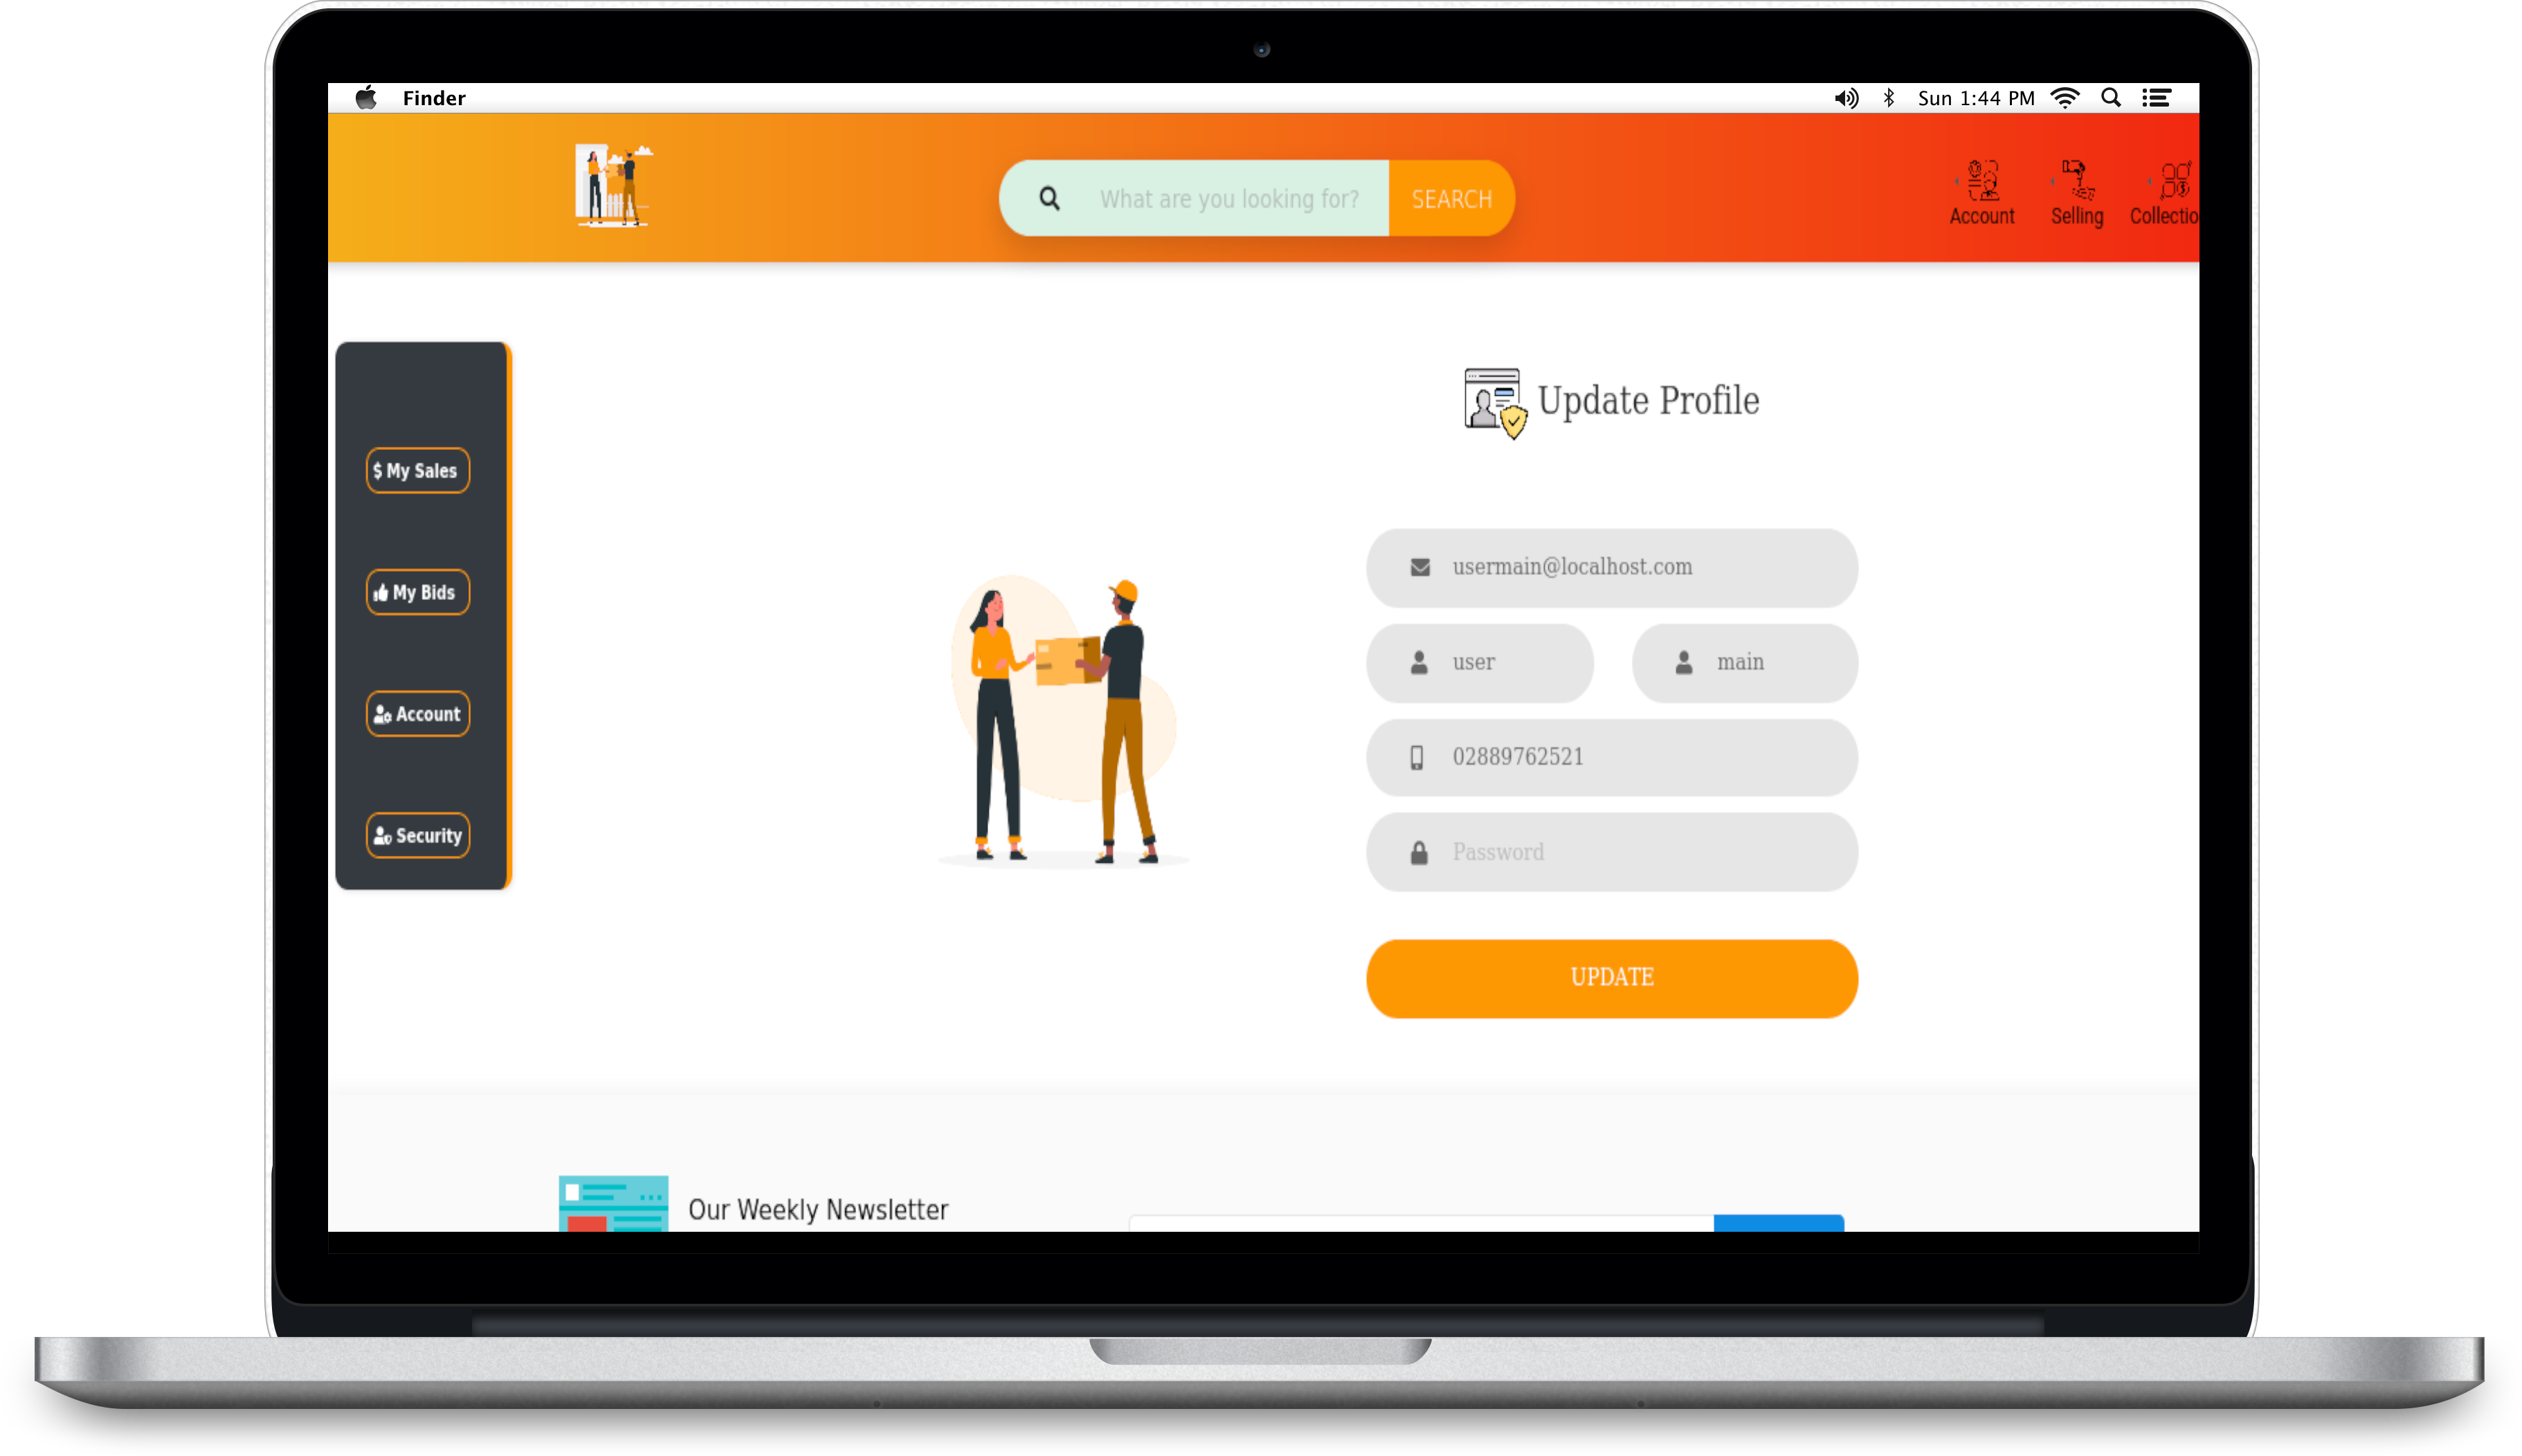 Finder
Sun 1:44 PM
What are you looking for?
SEARCH
Account
Selling
Collectio
$ My Sales
My Bids
Account
Security
Update Profile
usermain@localhost.com
user
main
02889762521
Password
UPDATE
Our Weekly Newsletter